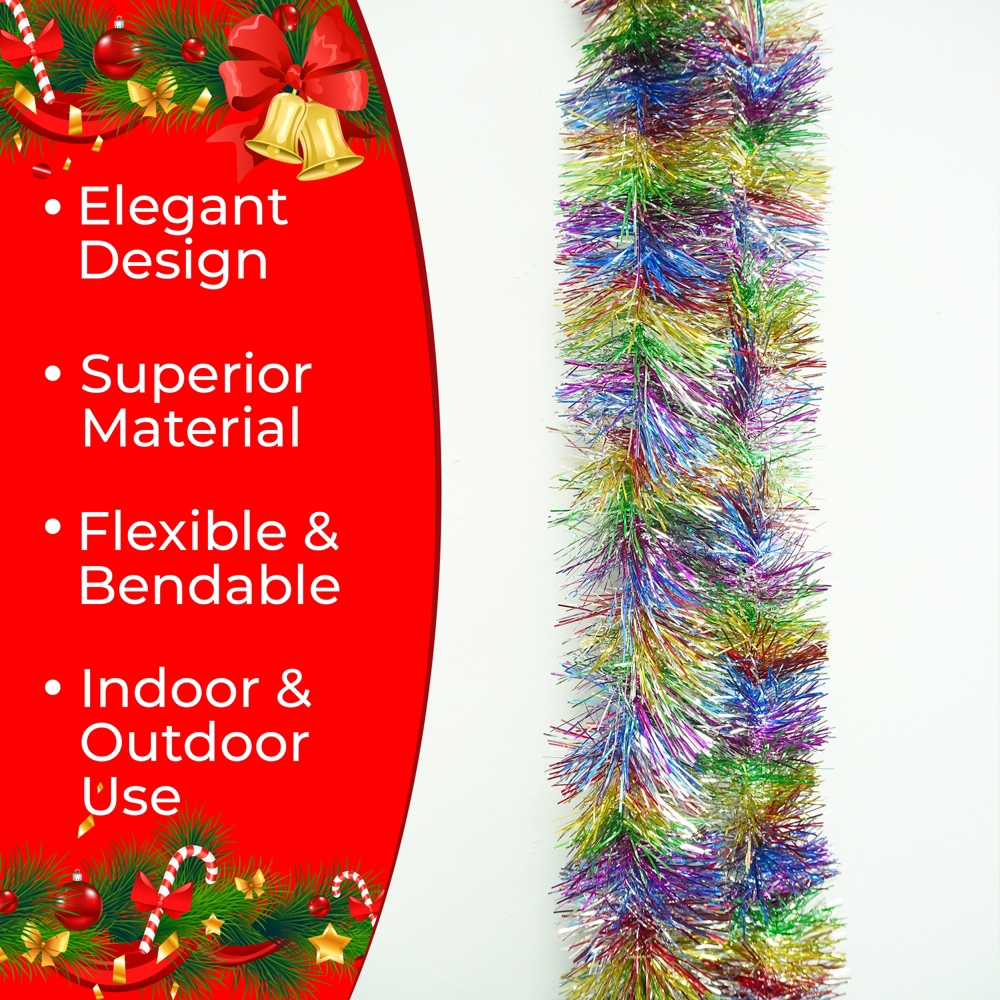 • Elegant
Design
• Superior
Material
• Flexible &
Bendable
• Indoor &
Outdoor
Use